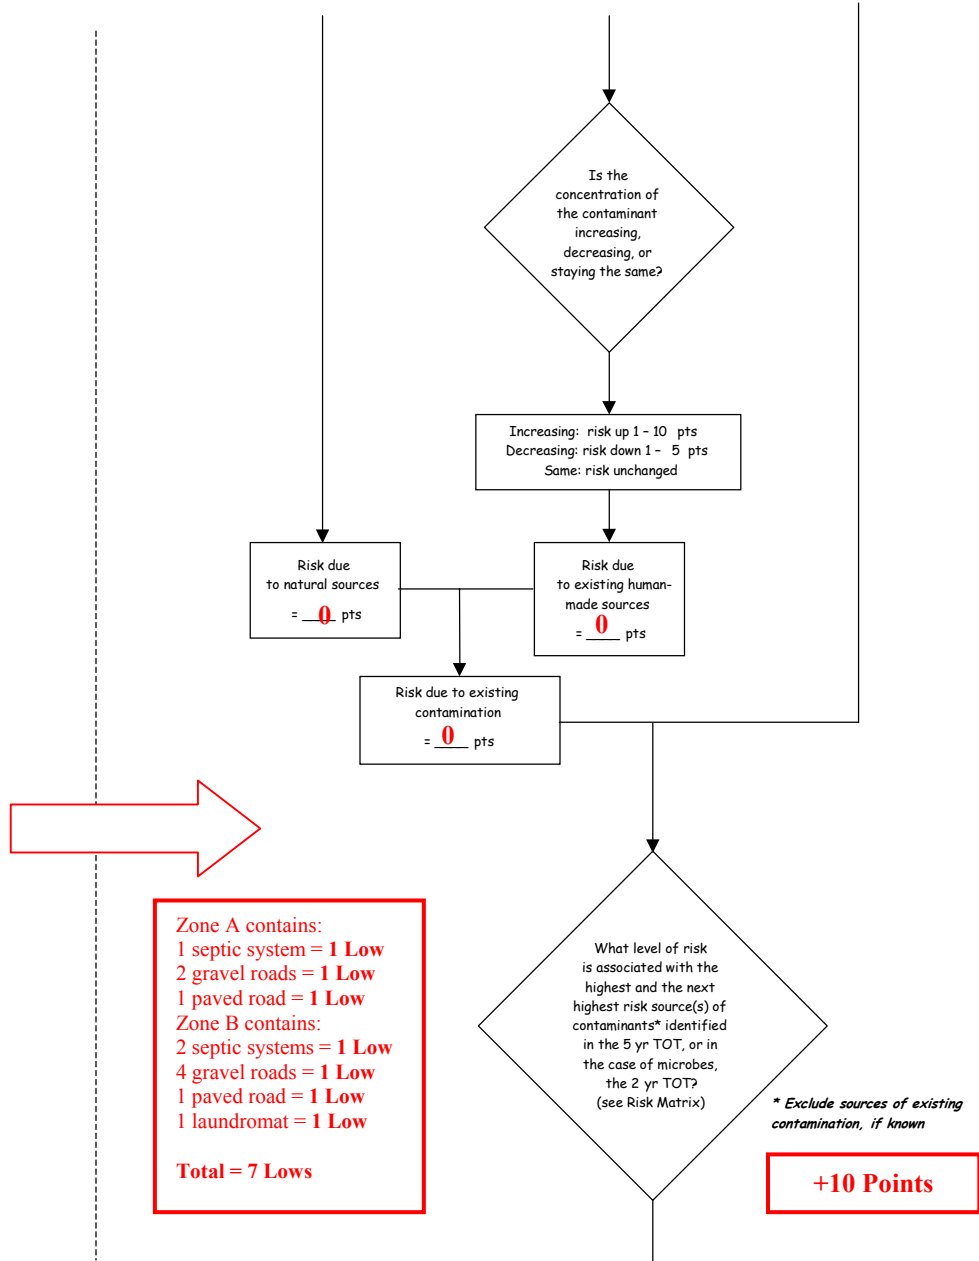 Is the
concentration of
the contaminant
increasing,
decreasing, or
staying the same?
Increasing: risk up 1 – 10 pts
Decreasing: risk down 1 – 5 pts
Same: risk unchanged
Risk due
to natural sources
= 0 pts
Risk due
to existing human-
made sources
= 0 pts
Risk due to existing
contamination
= 0 pts
Zone A contains:
1 septic system = 1 Low
2 gravel roads = 1 Low
1 paved road = 1 Low
Zone B contains:
2 septic systems = 1 Low
4 gravel roads = 1 Low
1 paved road = 1 Low
1 laundromat = 1 Low
Total = 7 Lows
What level of risk
is associated with the
highest and the next
highest risk source(s) of
contaminants* identified
in the 5 yr TOT, or in
the case of microbes,
the 2 yr TOT?
(see Risk Matrix)
* Exclude sources of existing
contamination, if known
+10 Points